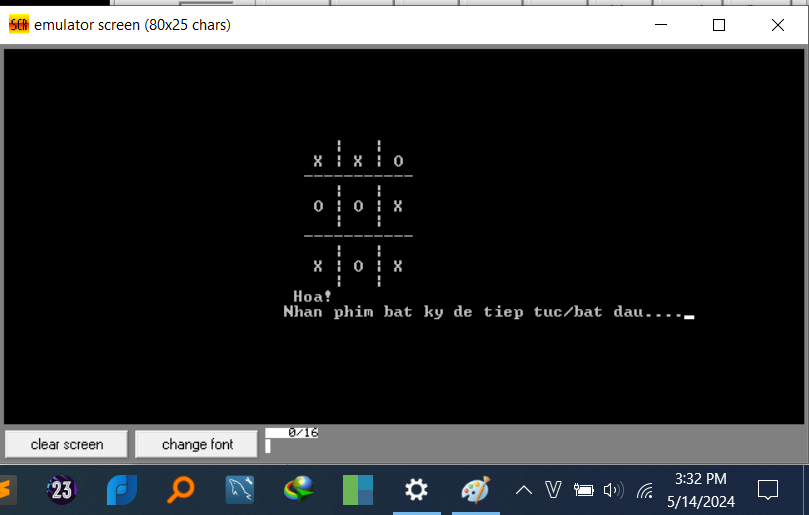 SCR emulator screen (80x25 chars)
X ¦ X ¦ O
O ¦ O ¦ X
X ¦ O ¦ X
Hoa!
Nhan phim bat ky de tiep tuc/bat dau....
clear screen change font 0/16
23
3:32 PM
5/14/2024